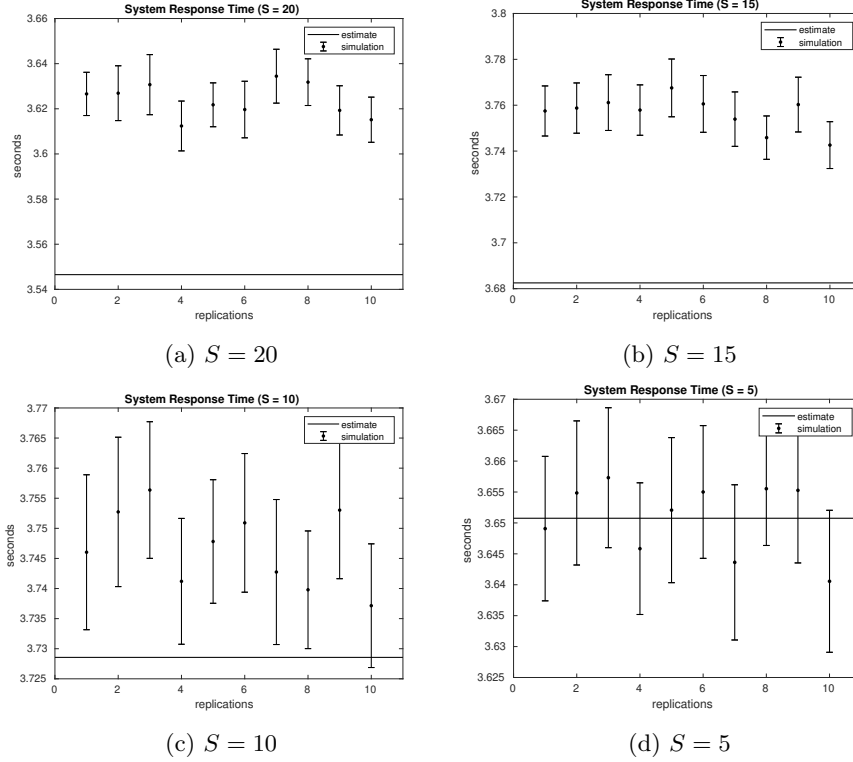 System Response Time (S = 20)
3.66
3.64
3.62
3.6
3.58
3.56
3.54
seconds
estimate
simulation
0 2 4 6 8 10
replications
(a) S = 20
System Response Time (S = 15)
3.8
3.78
3.76
3.74
3.72
3.7
3.68
seconds
estimate
simulation
0 2 4 6 8 10
replications
(b) S = 15
System Response Time (S = 10)
3.77
3.765
3.76
3.755
3.75
3.745
3.74
3.735
3.73
3.725
seconds
estimate
simulation
0 2 4 6 8 10
replications
(c) S = 10
System Response Time (S = 5)
3.67
3.665
3.66
3.655
3.65
3.645
3.64
3.635
3.63
3.625
seconds
estimate
simulation
0 2 4 6 8 10
replications
(d) S = 5